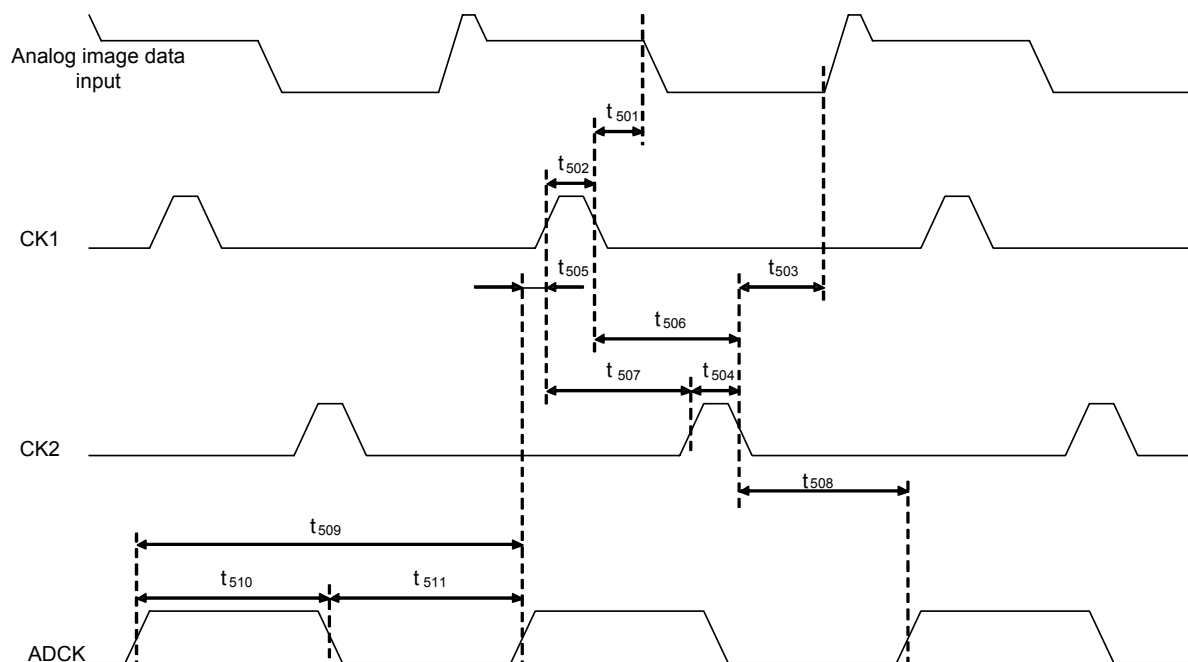 Analog image data
input
t501
t502
CK1
t505
t503
t506
t507
t504
CK2
t508
t509
t510
t511
ADCK